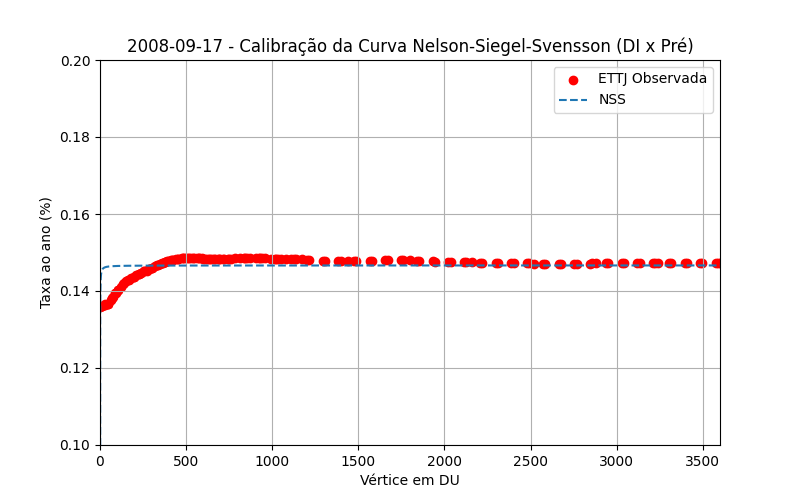 2008-09-17 - Calibração da Curva Nelson-Siegel-Svensson (DI x Pré)
ETTJ Observada
NSS
Taxa ao ano (%)
0.20
0.18
0.16
0.14
0.12
0.10
0 500 1000 1500 2000 2500 3000 3500
Vértice em DU